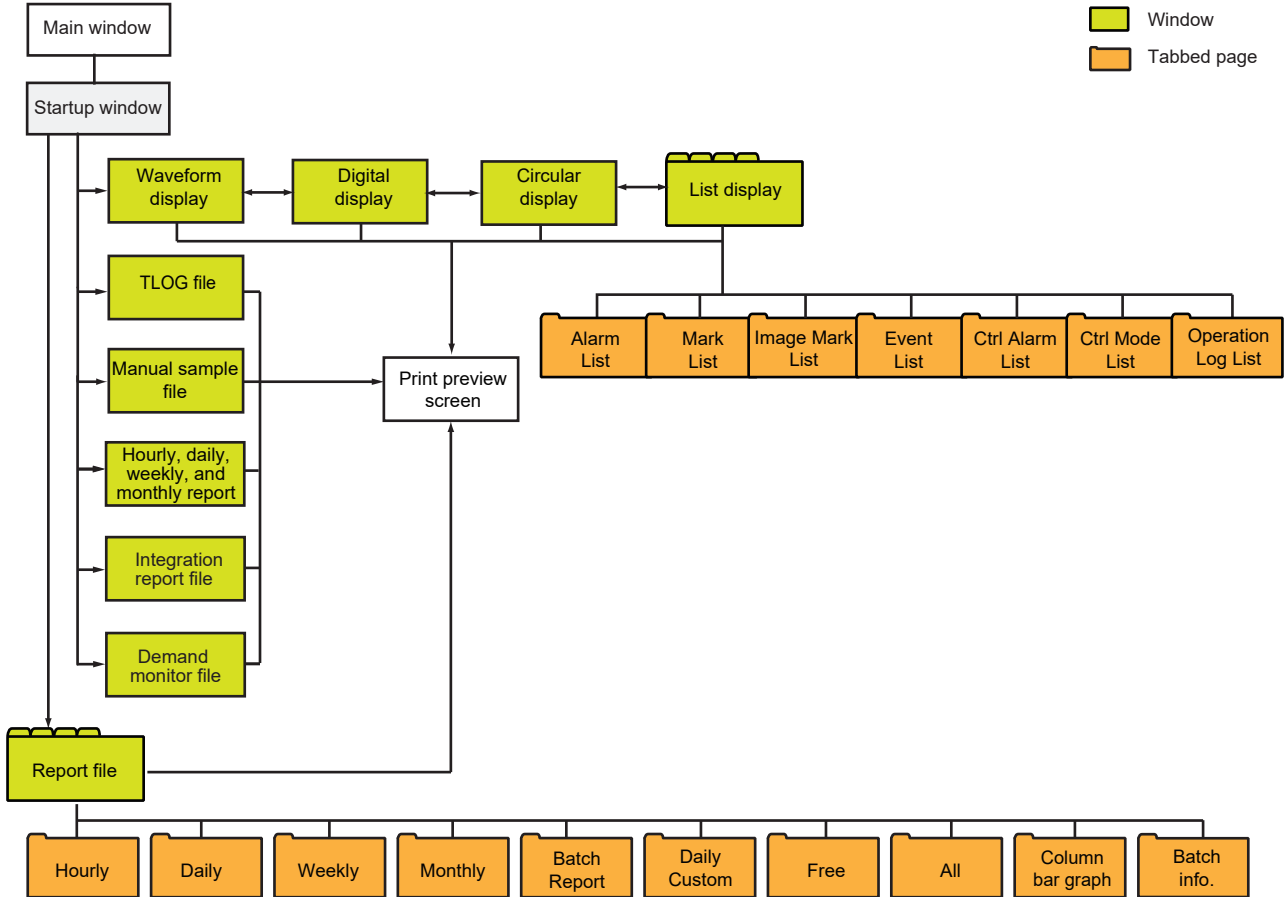 Main window
Window
Tabbed page
Startup window
Waveform
display
Digital
display
Circular
display
List display
TLOG file
Alarm
List
Mark
List
Image Mark
List
Event
List
Ctrl Alarm
List
Ctrl Mode
List
Operation
Log List
Manual sample
file
Print preview
screen
Hourly, daily,
weekly, and
monthly report
Integration
report file
Demand
monitor file
Report file
Hourly
Daily
Weekly
Monthly
Batch
Report
Daily
Custom
Free
All
Column
bar graph
Batch
info.